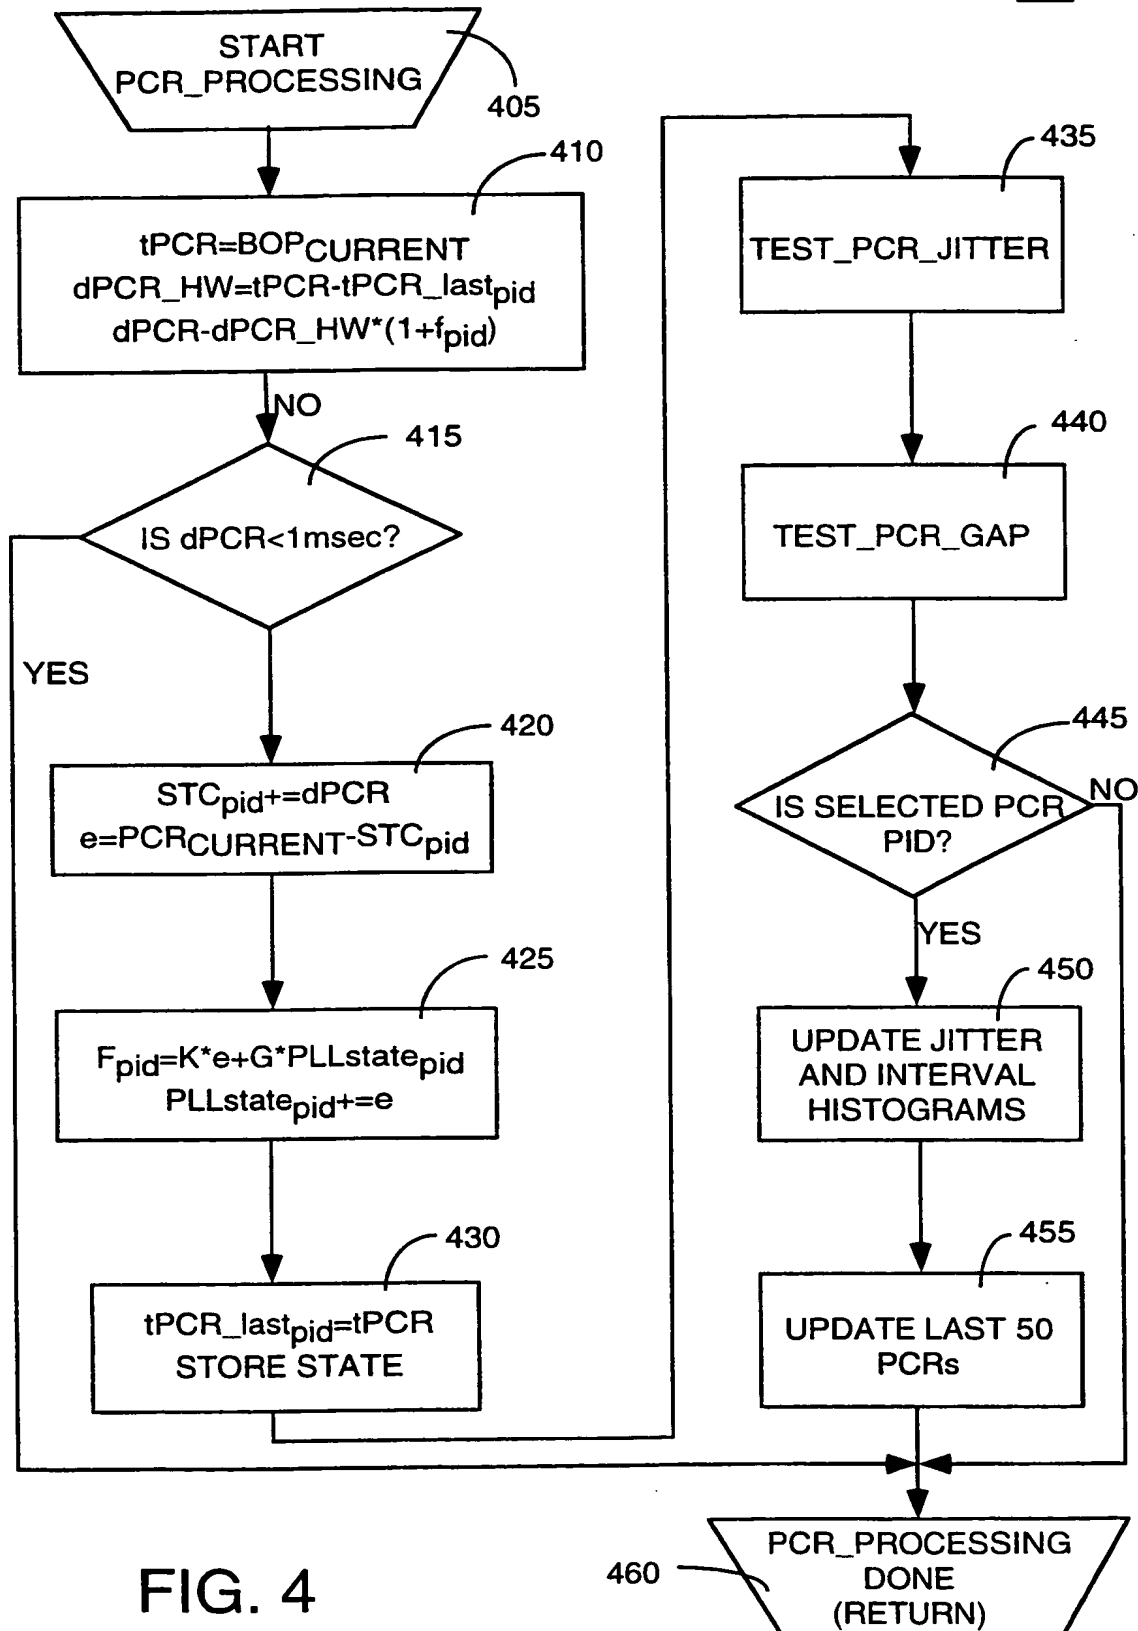 START
PCR_PROCESSING
405
410
tPCR=BOPCURRENT
dPCR_HW=tPCR-tPCR_lastpid
dPCR-dPCR_HW*(1+fpid)
NO
415
IS dPCR<1msec?
YES
420
STCpid+=dPCR
e=PCRCURRENT-STCpid
425
Fpid=K*e+G*PLLstatepid
PLLstatepid+=e
430
tPCR_lastpid=tPCR
STORE STATE
435
TEST_PCR_JITTER
440
TEST_PCR_GAP
445
IS SELECTED PCR
PID?
NO
YES
450
UPDATE JITTER
AND INTERVAL
HISTOGRAMS
455
UPDATE LAST 50
PCRs
460
PCR_PROCESSING
DONE
(RETURN)
FIG. 4